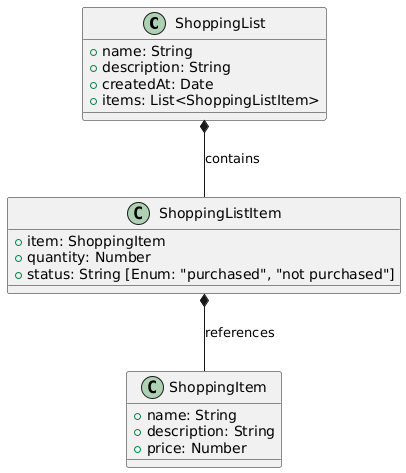 C ShoppingList
name: String
description: String
createdAt: Date
items: List<ShoppingListItem>
contains
C ShoppingListItem
item: ShoppingItem
quantity: Number
status: String [Enum: "purchased", "not purchased"]
references
C ShoppingItem
name: String
description: String
price: Number